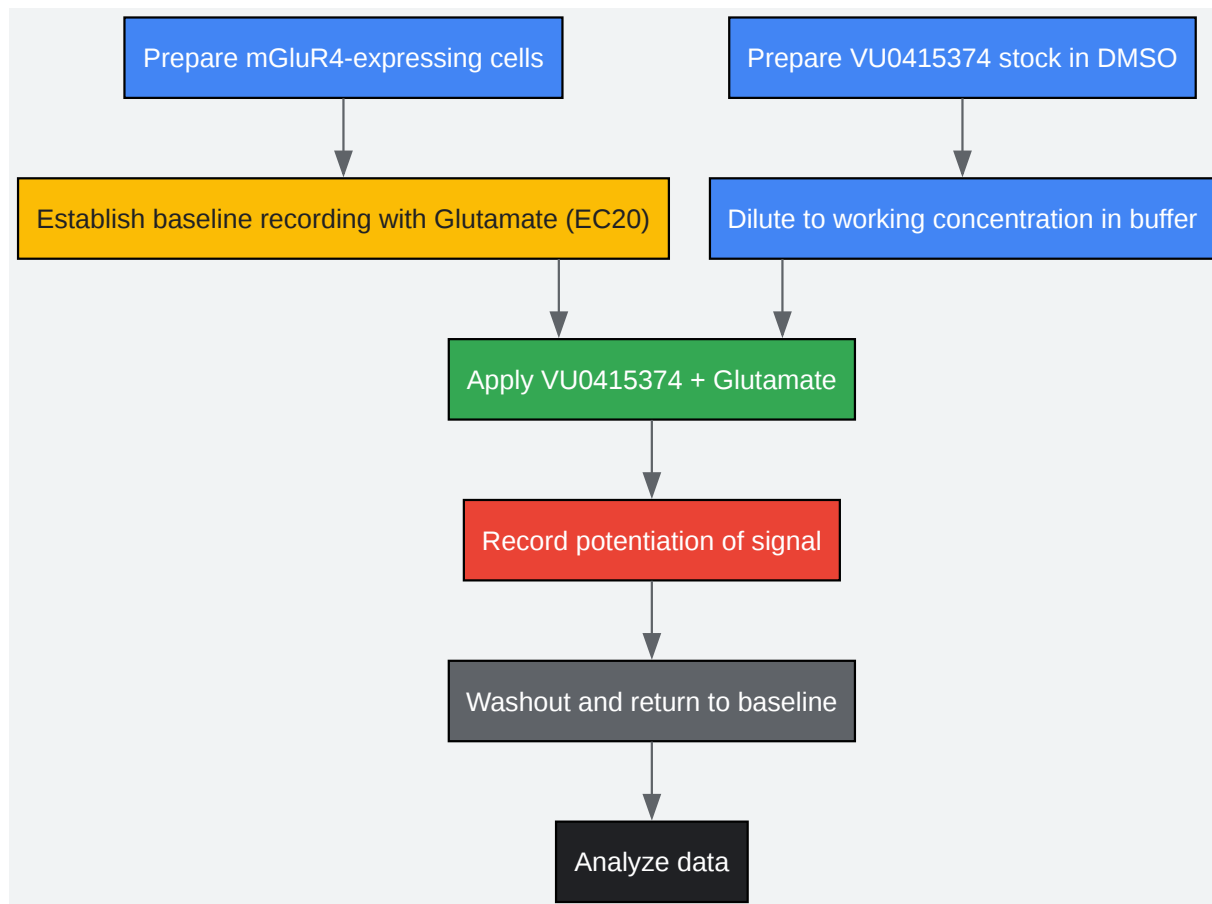 Prepare mGluR4-expressing cells
Prepare VU0415374 stock in DMSO
Establish baseline recording with Glutamate (EC20)
Dilute to working concentration in buffer
Apply VU0415374 + Glutamate
Record potentiation of signal
Washout and return to baseline
Analyze data